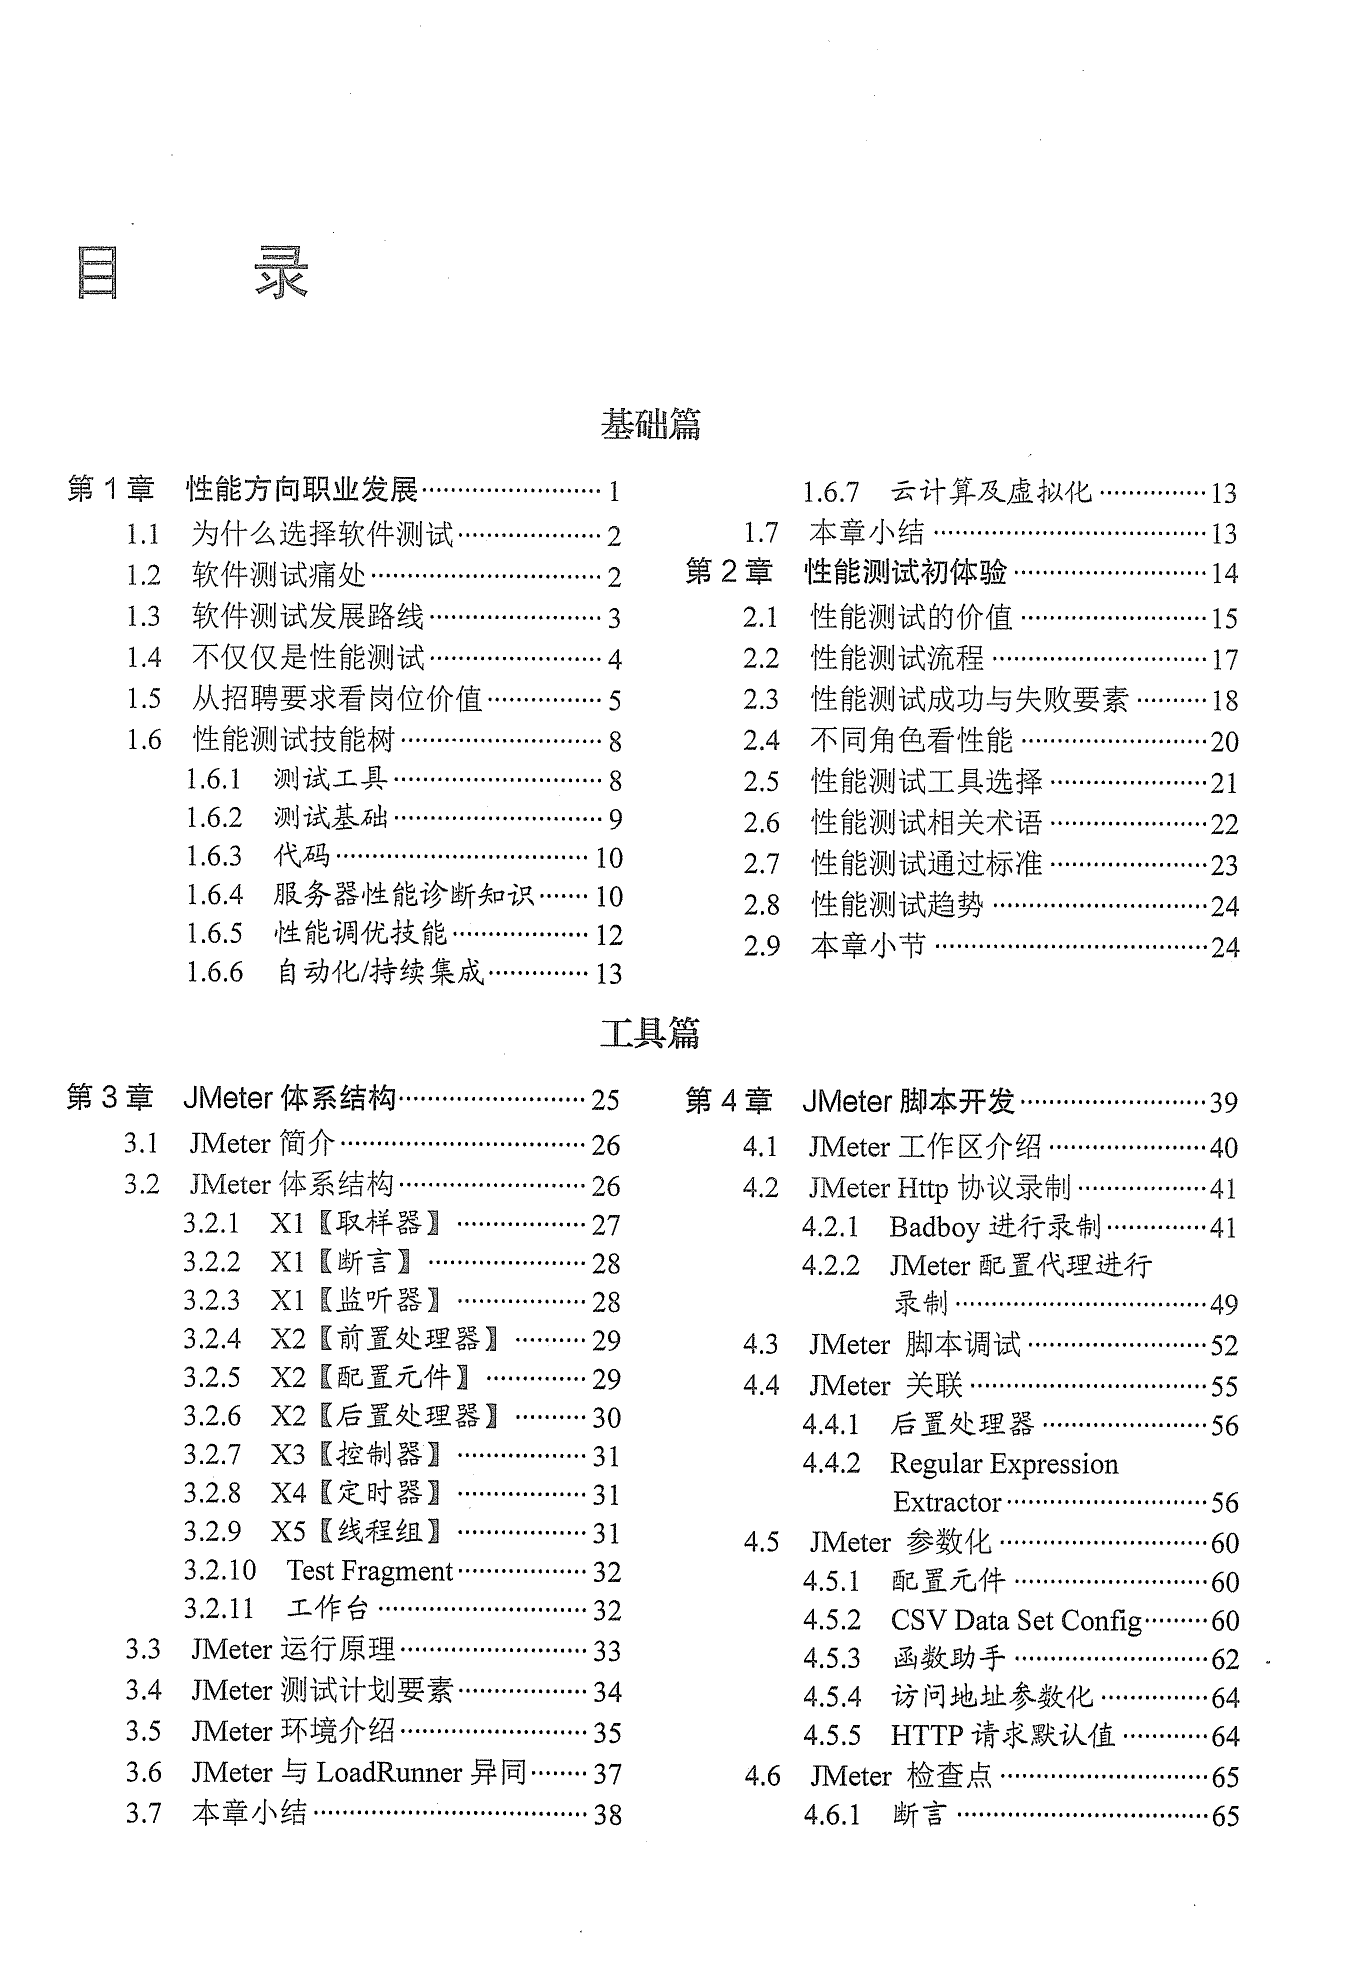 目 录
基础篇
第 1 章 性能方向职业发展……………………1
1.1 为什么选择软件测试………………2
1.2 软件测试痛处…………………………2
1.3 软件测试发展路线…………………3
1.4 不仅仅是性能测试…………………4
1.5 从招聘要求看岗位价值……………5
1.6 性能测试技能树………………………8
1.6.1 测试工具………………………8
1.6.2 测试基础………………………9
1.6.3 代码……………………………10
1.6.4 服务器性能诊断知识……10
1.6.5 性能调优技能………………12
1.6.6 自动化/持续集成…………13
1.6.7 云计算及虚拟化……………13
1.7 本章小结………………………………13
第 2 章 性能测试初体验……………………14
2.1 性能测试的价值……………………15
2.2 性能测试流程………………………17
2.3 性能测试成功与失败要素………18
2.4 不同角色看性能……………………20
2.5 性能测试工具选择…………………21
2.6 性能测试相关术语…………………22
2.7 性能测试通过标准…………………23
2.8 性能测试趋势………………………24
2.9 本章小节………………………………24
工具篇
第 3 章 JMeter 体系结构……………………25
3.1 JMeter 简介……………………………26
3.2 JMeter 体系结构……………………26
3.2.1 X1〖取样器〗………………27
3.2.2 X1〖断言〗…………………28
3.2.3 X1〖监听器〗………………28
3.2.4 X2〖前置处理器〗………29
3.2.5 X2〖配置元件〗…………29
3.2.6 X2〖后置处理器〗………30
3.2.7 X3〖控制器〗………………31
3.2.8 X4〖定时器〗………………31
3.2.9 X5〖线程组〗………………31
3.2.10 Test Fragment………………32
3.2.11 工作台………………………32
3.3 JMeter 运行原理……………………33
3.4 JMeter 测试计划要素………………34
3.5 JMeter 环境介绍……………………35
3.6 JMeter 与 LoadRunner 异同………37
3.7 本章小结………………………………38
第 4 章 JMeter 脚本开发……………………39
4.1 JMeter 工作区介绍…………………40
4.2 JMeter Http 协议录制………………41
4.2.1 Badboy 进行录制…………41
4.2.2 JMeter 配置代理进行
录制……………………………49
4.3 JMeter 脚本调试……………………52
4.4 JMeter 关联……………………………55
4.4.1 后置处理器…………………56
4.4.2 Regular Expression
Extractor………………………56
4.5 JMeter 参数化………………………60
4.5.1 配置元件……………………60
4.5.2 CSV Data Set Config………60
4.5.3 函数助手……………………62
4.5.4 访问地址参数化…………64
4.5.5 HTTP 请求默认值…………64
4.6 JMeter 检查点………………………65
4.6.1 断言……………………………65